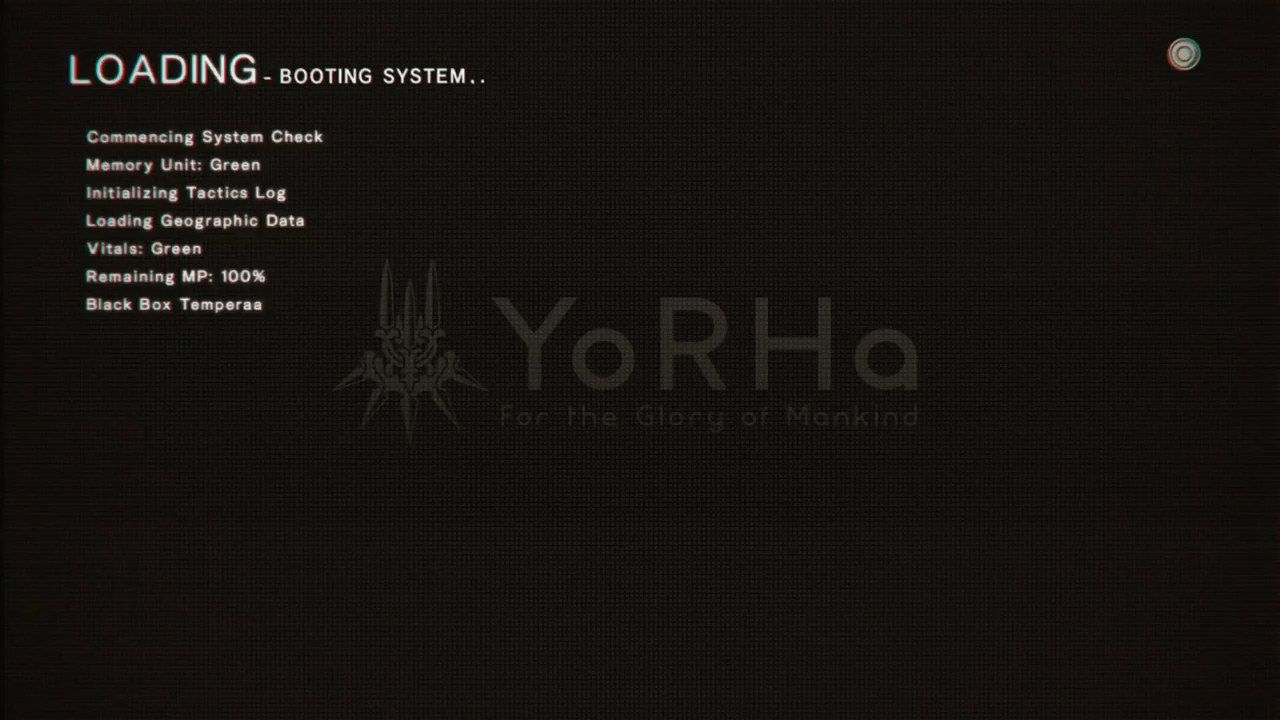 LOADING - BOOTING SYSTEM..
Commencing System Check
Memory Unit: Green
Initializing Tactics Log
Loading Geographic Data
Vitals: Green
Remaining MP: 100%
Black Box Temperaa
YoRHa
For the Glory of Mankind